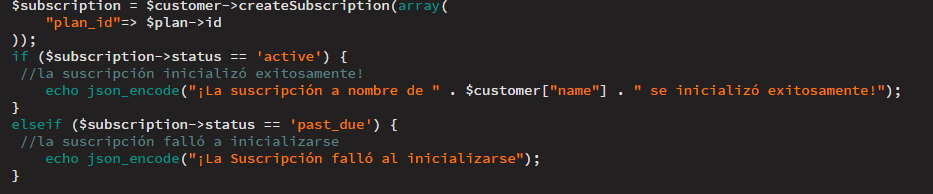 $subscription = $customer->createSubscription(array(
    "plan_id"=> $plan->id
));
if ($subscription->status == 'active') {
 //la suscripción inicializó exitosamente!
    echo json_encode("¡La suscripción a nombre de " . $customer["name"] . " se inicializó exitosamente!");
}
elseif ($subscription->status == 'past_due') {
 //la suscripción falló a inicializarse
    echo json_encode("¡La Suscripción falló al inicializarse");
}